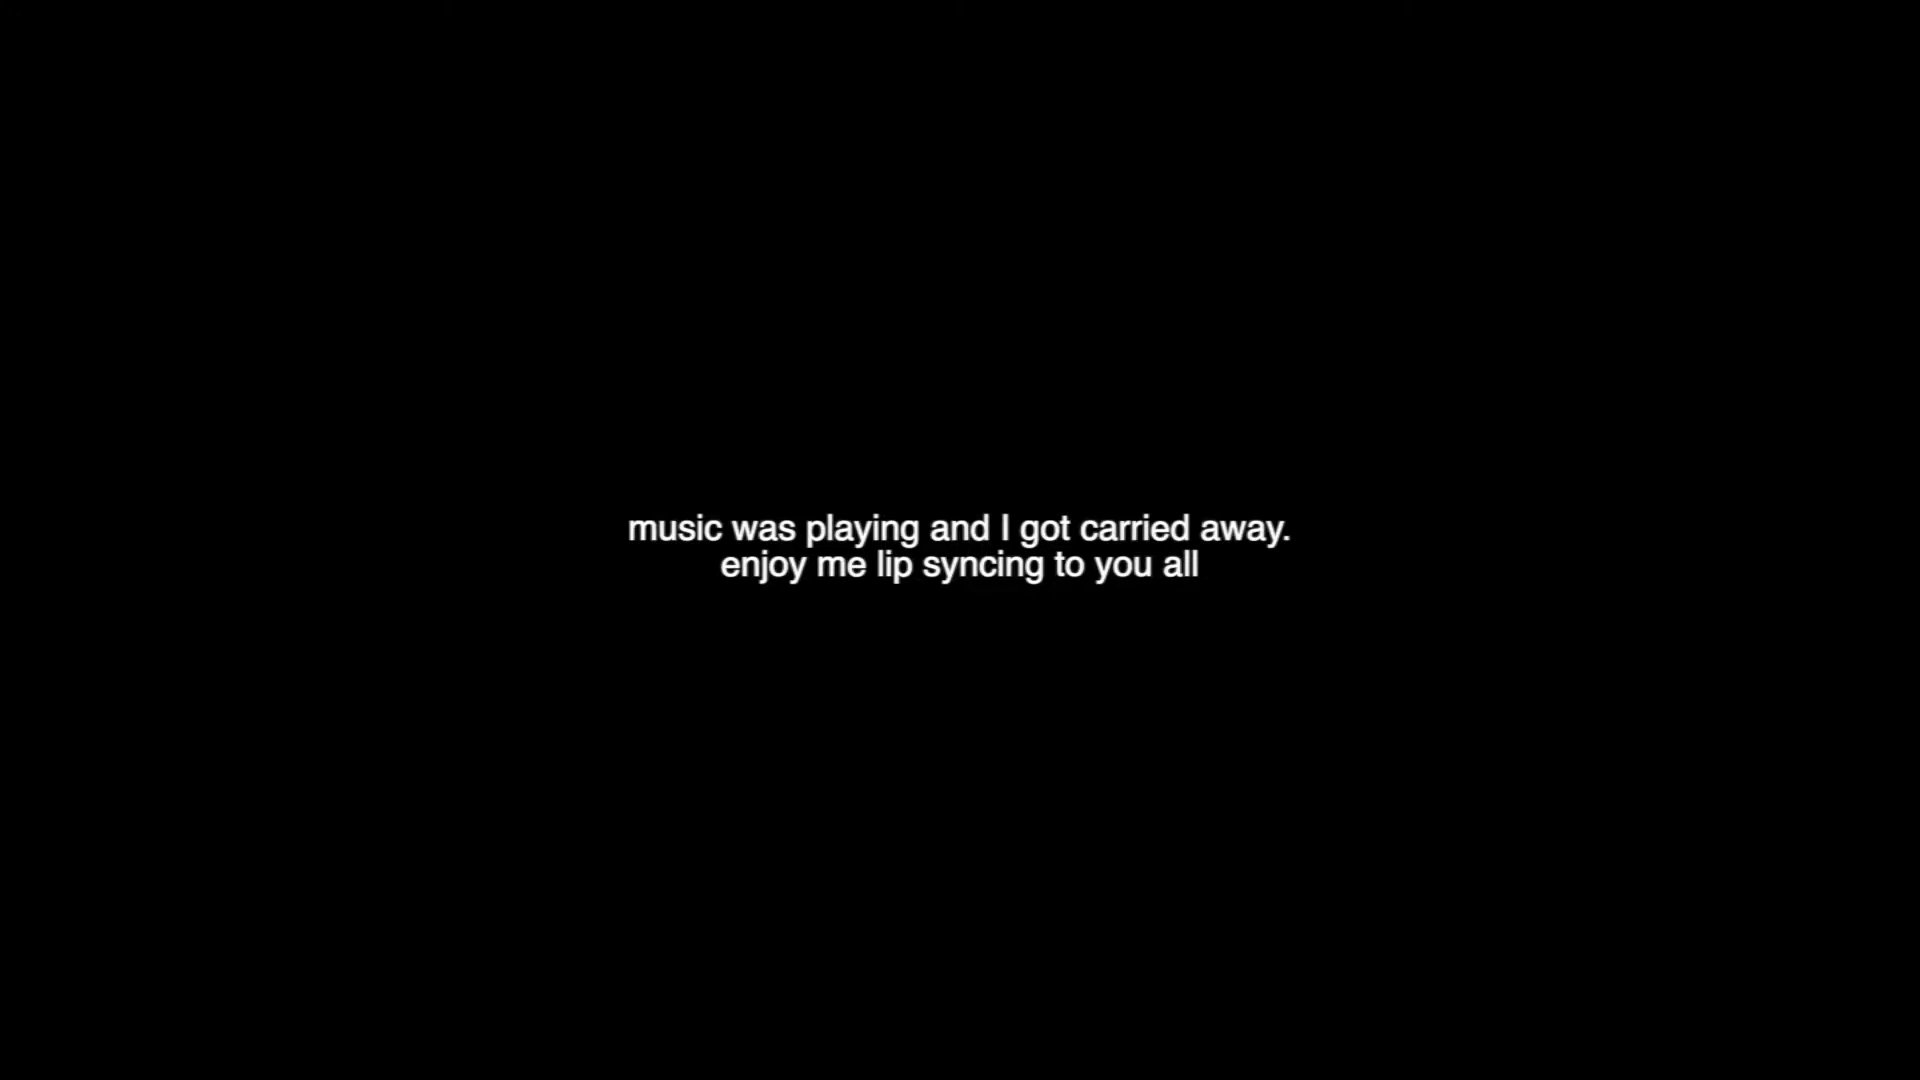 music was playing and I got carried away.
enjoy me lip syncing to you all